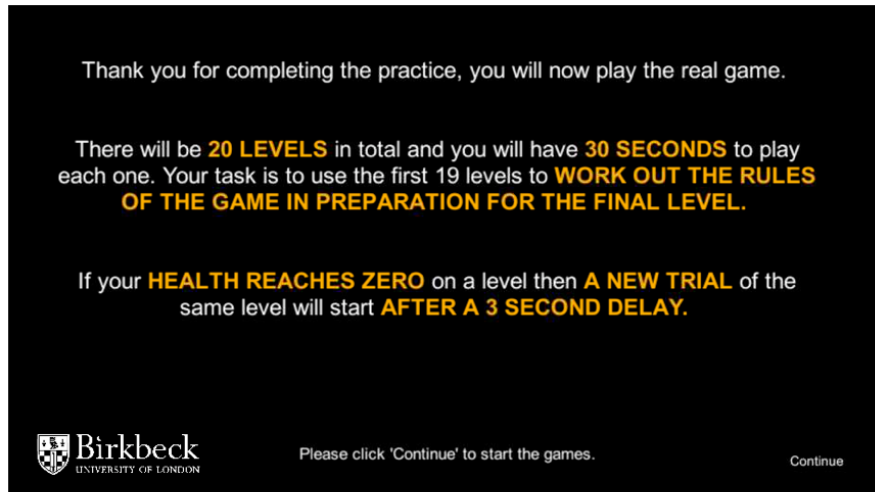 Thank you for completing the practice, you will now play the real game.
There will be 20 LEVELS in total and you will have 30 SECONDS to play
each one. Your task is to use the first 19 levels to WORK OUT THE RULES
OF THE GAME IN PREPARATION FOR THE FINAL LEVEL.
If your HEALTH REACHES ZERO on a level then A NEW TRIAL of the
same level will start AFTER A 3 SECOND DELAY.
Birkbeck
UNIVERSITY OF LONDON
Please click 'Continue' to start the games.
Continue